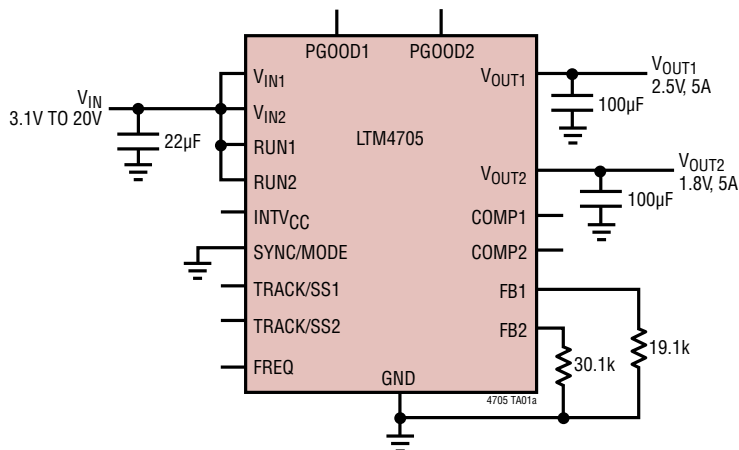 PGOOD1
PGOOD2
VIN
3.1V TO 20V
22µF
VIN1
VIN2
RUN1
RUN2
INTVCC
SYNC/MODE
TRACK/SS1
TRACK/SS2
FREQ
LTM4705
GND
VOUT1
VOUT2
COMP1
COMP2
FB1
FB2
VOUT1
2.5V, 5A
100µF
VOUT2
1.8V, 5A
100µF
30.1k
19.1k
4705 TA01a